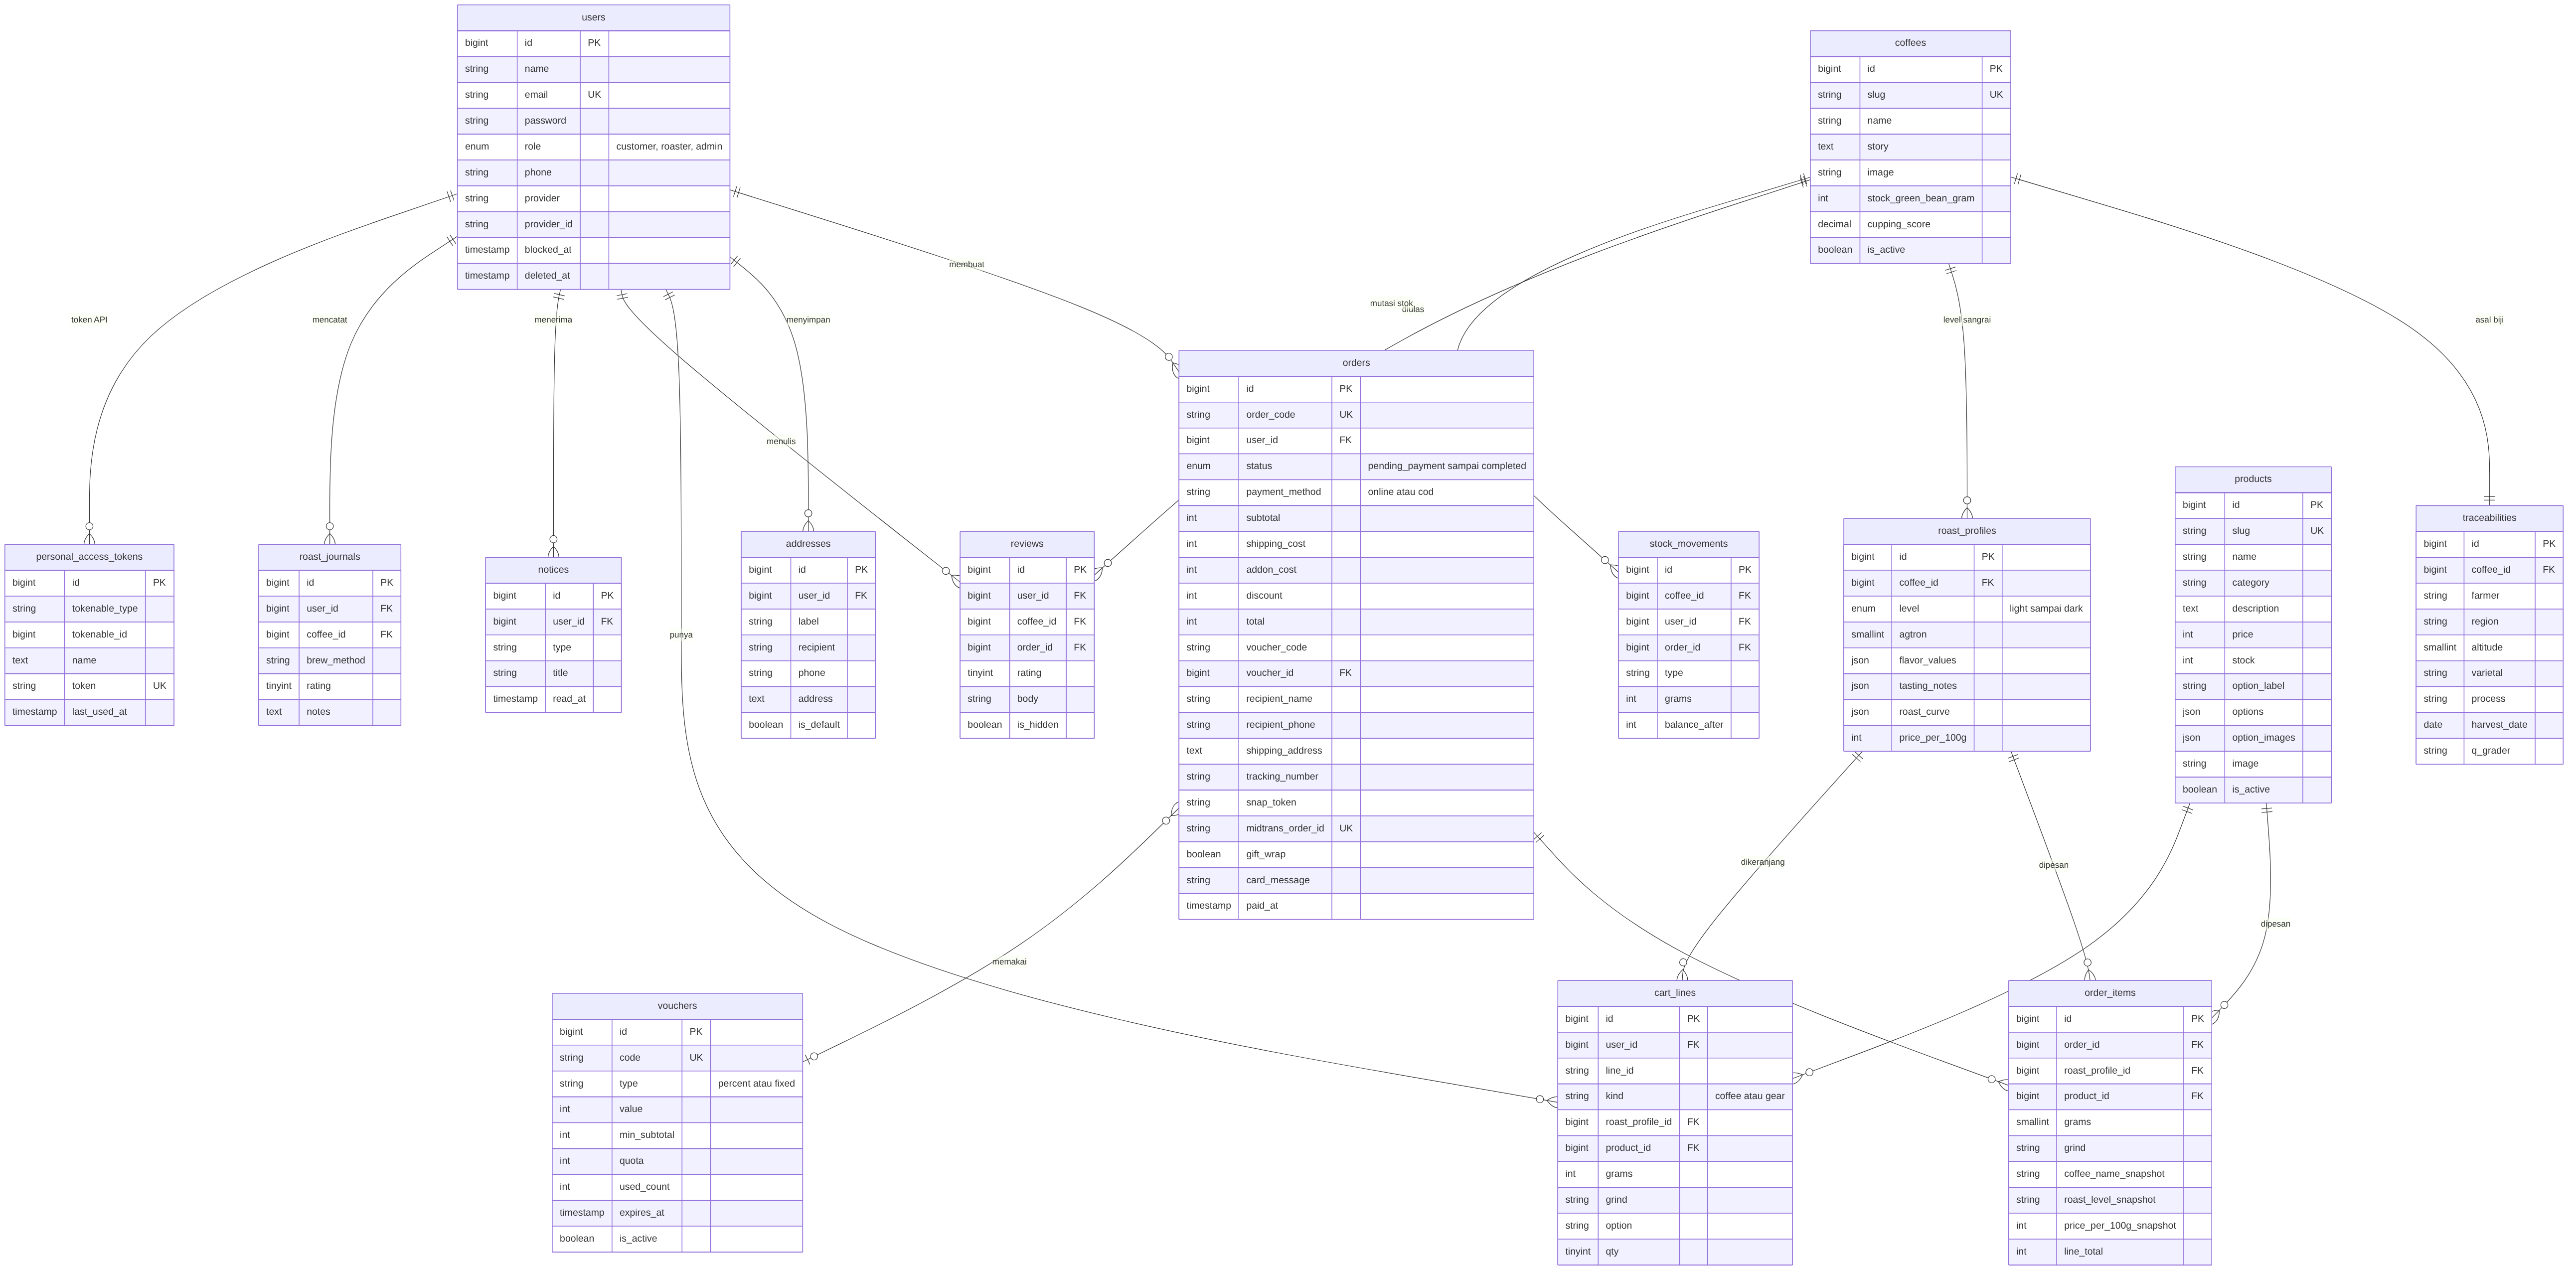 users
bigint id PK
string name
string email UK
string password
enum role customer, roaster, admin
string phone
string provider
string provider_id
timestamp blocked_at
timestamp deleted_at
coffees
bigint id PK
string slug UK
string name
text story
string image
int stock_green_bean_gram
decimal cupping_score
boolean is_active
membuat
token API
mencatat
menerima
menyimpan
mutasi stok
diulas
level sangrai
asal biji
menulis
punya
orders
bigint id PK
string order_code UK
bigint user_id FK
enum status pending_payment sampai completed
string payment_method online atau cod
int subtotal
int shipping_cost
int addon_cost
int discount
int total
string voucher_code
bigint voucher_id FK
string recipient_name
string recipient_phone
text shipping_address
string tracking_number
string snap_token
string midtrans_order_id UK
boolean gift_wrap
string card_message
timestamp paid_at
products
bigint id PK
string slug UK
string name
string category
text description
int price
int stock
string option_label
json options
json option_images
string image
boolean is_active
traceabilities
bigint id PK
bigint coffee_id FK
string farmer
string region
smallint altitude
string varietal
string process
date harvest_date
string q_grader
personal_access_tokens
bigint id PK
string tokenable_type
bigint tokenable_id
text name
string token UK
timestamp last_used_at
roast_journals
bigint id PK
bigint user_id FK
bigint coffee_id FK
string brew_method
tinyint rating
text notes
notices
bigint id PK
bigint user_id FK
string type
string title
timestamp read_at
addresses
bigint id PK
bigint user_id FK
string label
string recipient
string phone
text address
boolean is_default
reviews
bigint id PK
bigint user_id FK
bigint coffee_id FK
bigint order_id FK
tinyint rating
string body
boolean is_hidden
stock_movements
bigint id PK
bigint coffee_id FK
bigint user_id FK
bigint order_id FK
string type
int grams
int balance_after
roast_profiles
bigint id PK
bigint coffee_id FK
enum level light sampai dark
smallint agtron
json flavor_values
json tasting_notes
json roast_curve
int price_per_100g
dikeranjang
dipesan
dipesan
memakai
vouchers
bigint id PK
string code UK
string type percent atau fixed
int value
int min_subtotal
int quota
int used_count
timestamp expires_at
boolean is_active
cart_lines
bigint id PK
bigint user_id FK
string line_id
string kind coffee atau gear
bigint roast_profile_id FK
bigint product_id FK
int grams
string grind
string option
tinyint qty
order_items
bigint id PK
bigint order_id FK
bigint roast_profile_id FK
bigint product_id FK
smallint grams
string grind
string coffee_name_snapshot
string roast_level_snapshot
int price_per_100g_snapshot
int line_total